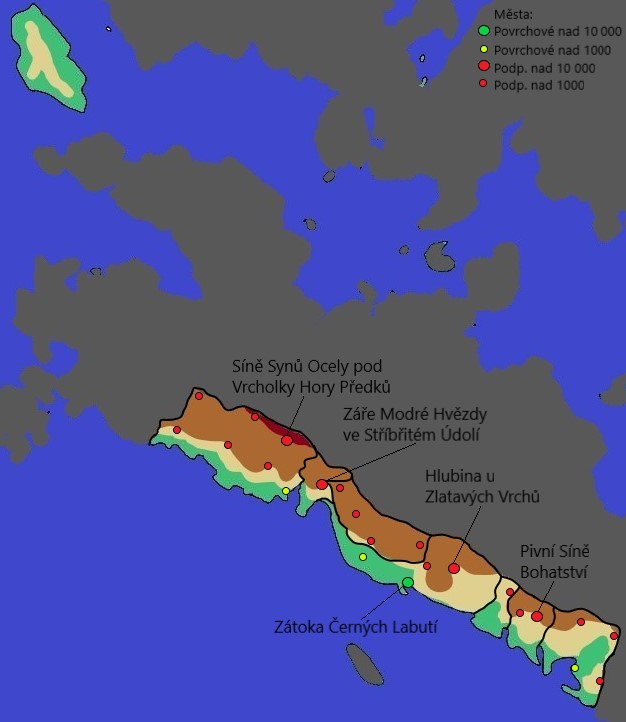 Města:
Povrchové nad 10 000
Povrchové nad 1000
Podp. nad 10 000
Podp. nad 1000
Síně Synů Ocely pod
Vrcholky Hory Předků
Záře Modré Hvězdy
ve Stříbřitém Údolí
Hlubina u
Zlatavých Vrchů
Pivní Síně
Bohatství
Zátoka Černých Labutí